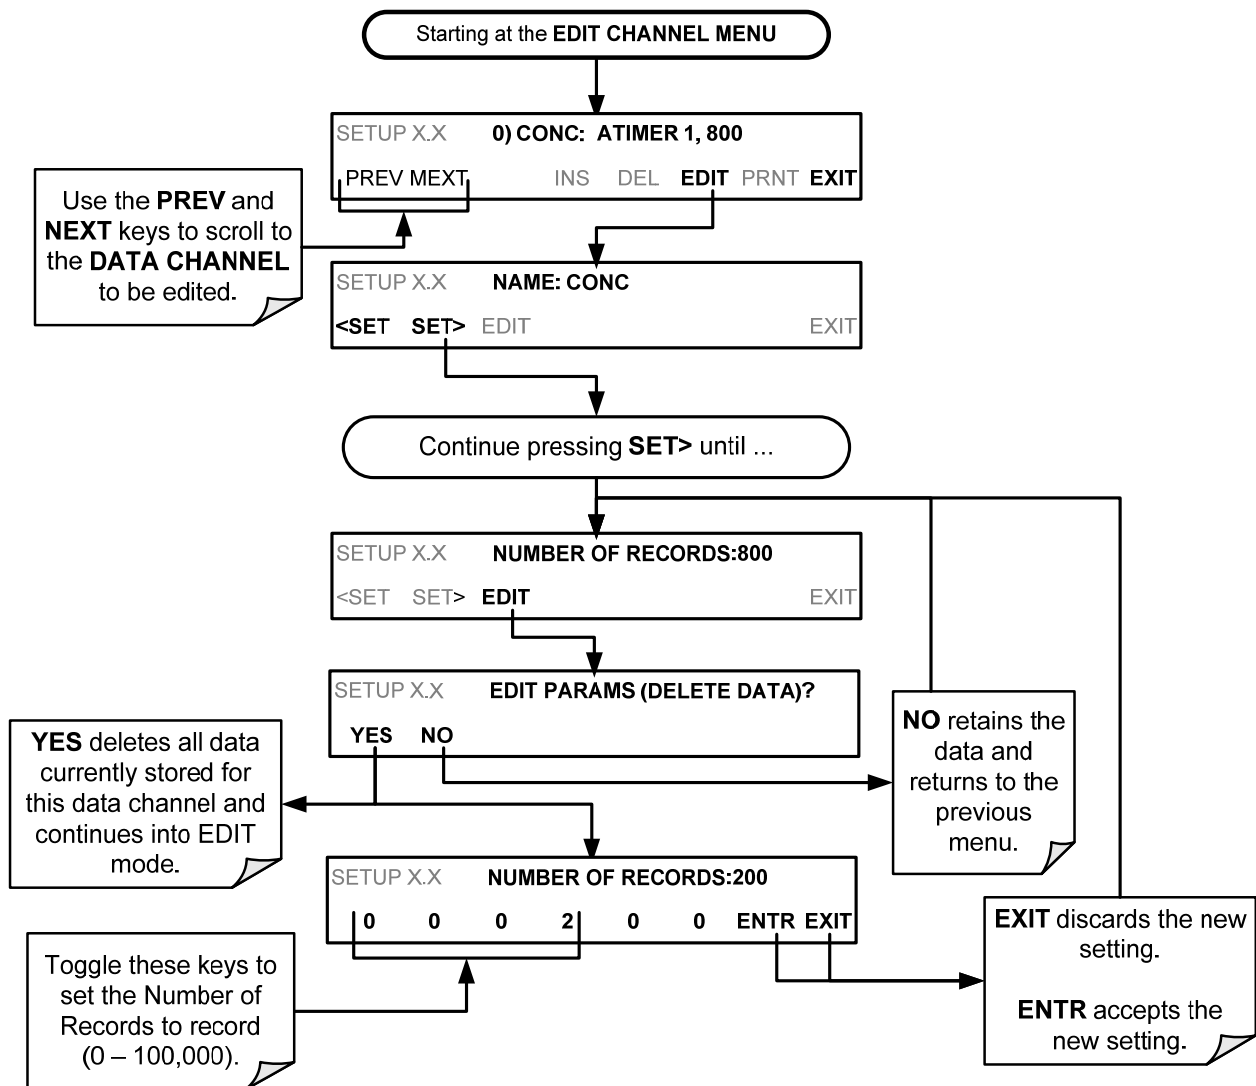 Starting at the EDIT CHANNEL MENU
SETUP X.X 0) CONC: ATIMER 1, 800
PREV MEXT INS DEL EDIT PRNT EXIT
Use the PREV and
NEXT keys to scroll to
the DATA CHANNEL
to be edited.
SETUP X.X NAME: CONC
<SET SET> EDIT EXIT
Continue pressing SET> until ...
SETUP X.X NUMBER OF RECORDS:800
<SET SET> EDIT EXIT
SETUP X.X EDIT PARAMS (DELETE DATA)?
YES NO
NO retains the
data and
returns to the
previous
menu.
YES deletes all data
currently stored for
this data channel and
continues into EDIT
mode.
SETUP X.X NUMBER OF RECORDS:200
0 0 0 2 0 0 ENTR EXIT
EXIT discards the new
setting.
ENTR accepts the
new setting.
Toggle these keys to
set the Number of
Records to record
(0 – 100,000).